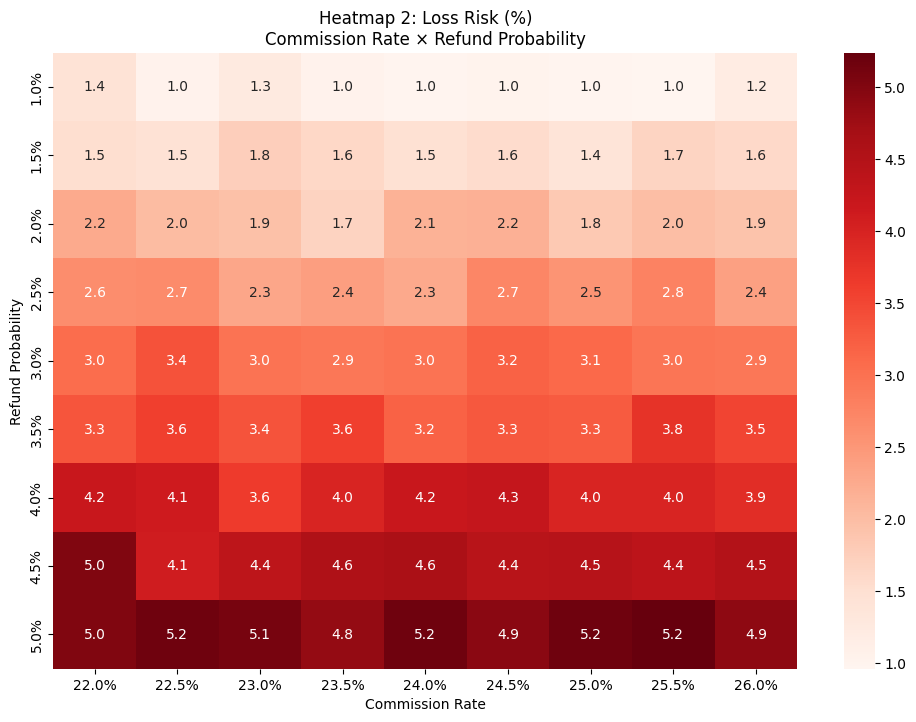 Heatmap 2: Loss Risk (%)
Commission Rate × Refund Probability
Refund Probability
1.0% 1.4 1.0 1.3 1.0 1.0 1.0 1.0 1.0 1.2
1.5% 1.5 1.5 1.8 1.6 1.5 1.6 1.4 1.7 1.6
2.0% 2.2 2.0 1.9 1.7 2.1 2.2 1.8 2.0 1.9
2.5% 2.6 2.7 2.3 2.4 2.3 2.7 2.5 2.8 2.4
3.0% 3.0 3.4 3.0 2.9 3.0 3.2 3.1 3.0 2.9
3.5% 3.3 3.6 3.4 3.6 3.2 3.3 3.3 3.8 3.5
4.0% 4.2 4.1 3.6 4.0 4.2 4.3 4.0 4.0 3.9
4.5% 5.0 4.1 4.4 4.6 4.6 4.4 4.5 4.4 4.5
5.0% 5.0 5.2 5.1 4.8 5.2 4.9 5.2 5.2 4.9
22.0% 22.5% 23.0% 23.5% 24.0% 24.5% 25.0% 25.5% 26.0%
Commission Rate
5.0
4.5
4.0
3.5
3.0
2.5
2.0
1.5
1.0